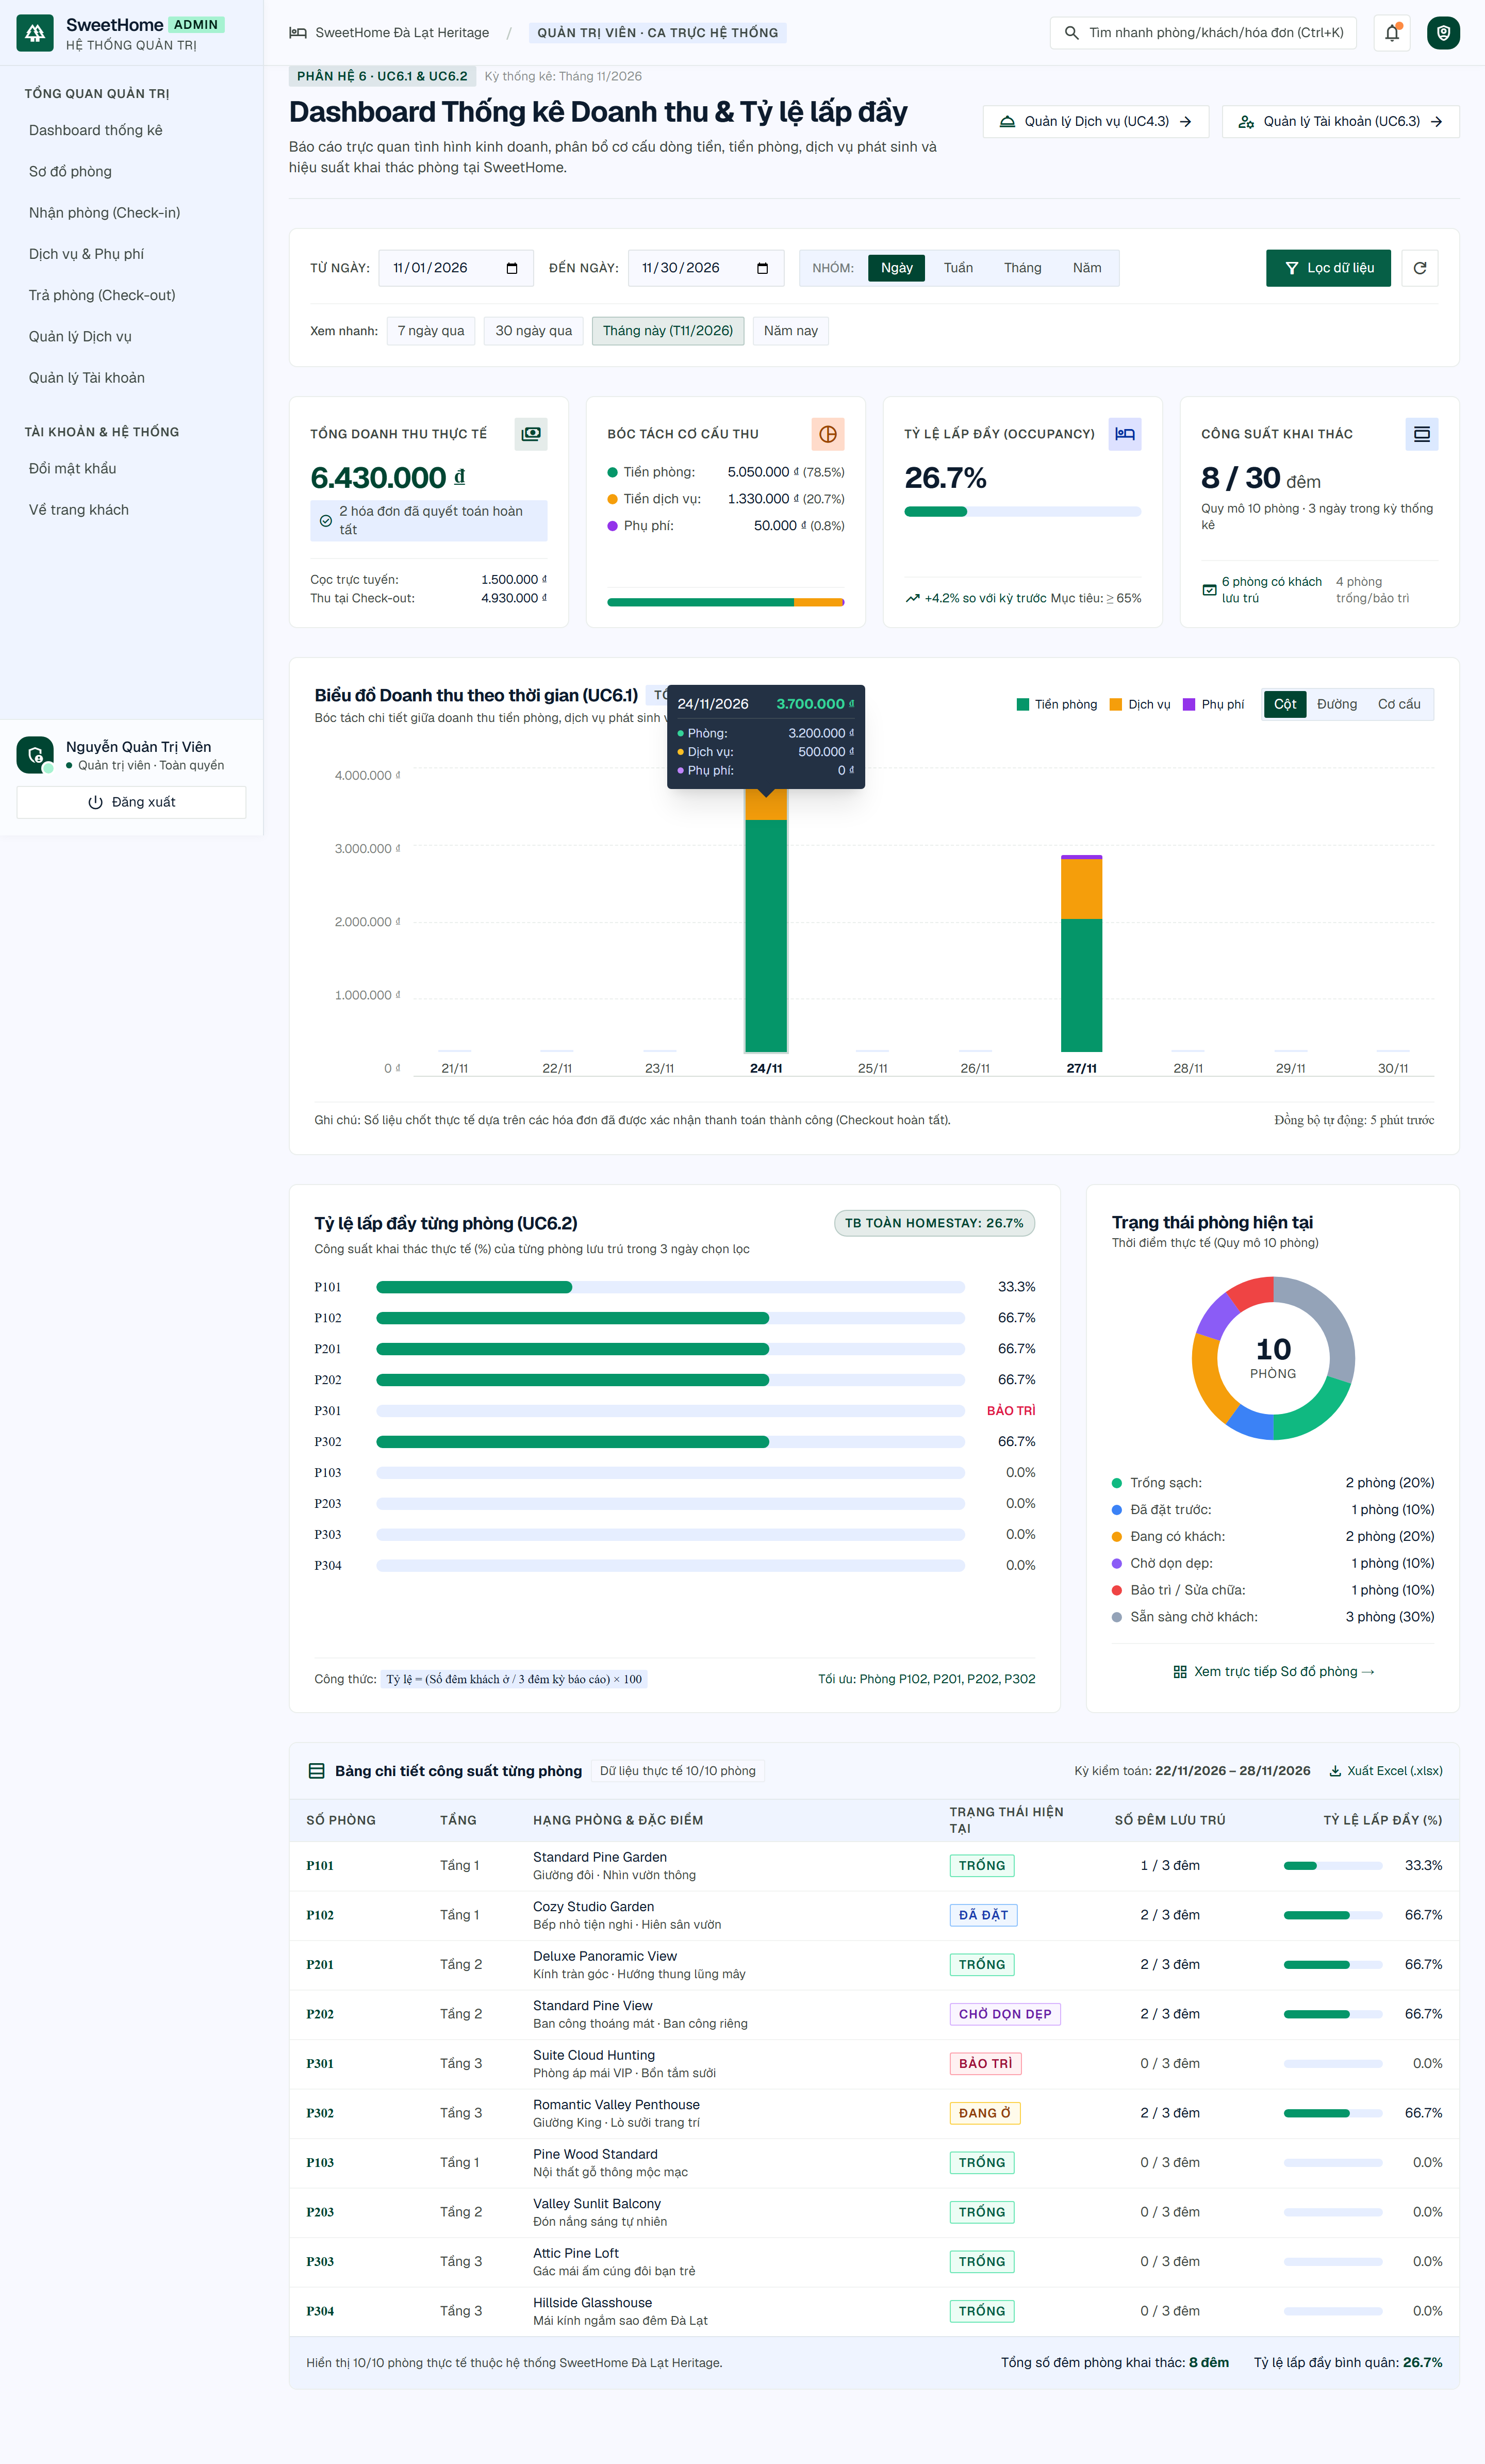 SweetHome ADMIN
HỆ THỐNG QUẢN TRỊ
TỔNG QUAN QUẢN TRỊ
Dashboard thống kê
Sơ đồ phòng
Nhận phòng (Check-in)
Dịch vụ & Phụ phí
Trả phòng (Check-out)
Quản lý Dịch vụ
Quản lý Tài khoản
TÀI KHOẢN & HỆ THỐNG
Đổi mật khẩu
Về trang khách
Nguyễn Quản Trị Viên
Quản trị viên · Toàn quyền
Đăng xuất
SweetHome Đà Lạt Heritage / QUẢN TRỊ VIÊN · CA TRỰC HỆ THỐNG
Tìm nhanh phòng/khách/hóa đơn (Ctrl+K)
PHÂN HỆ 6 · UC6.1 & UC6.2 Kỳ thống kê: Tháng 11/2026
Dashboard Thống kê Doanh thu & Tỷ lệ lấp đầy
Báo cáo trực quan tình hình kinh doanh, phân bổ cơ cấu dòng tiền, tiền phòng, dịch vụ phát sinh và
hiệu suất khai thác phòng tại SweetHome.
Quản lý Dịch vụ (UC4.3) →
Quản lý Tài khoản (UC6.3) →
TỪ NGÀY: 11/01/2026 ĐẾN NGÀY: 11/30/2026 NHÓM: Ngày Tuần Tháng Năm Lọc dữ liệu
Xem nhanh: 7 ngày qua 30 ngày qua Tháng này (T11/2026) Năm nay
TỔNG DOANH THU THỰC TẾ
6.430.000 đ
2 hóa đơn đã quyết toán hoàn
tất
Cọc trực tuyến: 1.500.000 đ
Thu tại Check-out: 4.930.000 đ
BÓC TÁCH CƠ CẤU THU
Tiền phòng: 5.050.000 đ (78.5%)
Tiền dịch vụ: 1.330.000 đ (20.7%)
Phụ phí: 50.000 đ (0.8%)
TỶ LỆ LẤP ĐẦY (OCCUPANCY)
26.7%
+4.2% so với kỳ trước Mục tiêu: ≥ 65%
CÔNG SUẤT KHAI THÁC
8 / 30 đêm
Quy mô 10 phòng · 3 ngày trong kỳ thống
kê
6 phòng có khách
lưu trú
4 phòng
trống/bảo trì
Biểu đồ Doanh thu theo thời gian (UC6.1)
Bóc tách chi tiết giữa doanh thu tiền phòng, dịch vụ phát sinh
Tiền phòng Dịch vụ Phụ phí Cột Đường Cơ cấu
24/11/2026 3.700.000 đ
Phòng: 3.200.000 đ
Dịch vụ: 500.000 đ
Phụ phí: 0 đ
4.000.000 đ
3.000.000 đ
2.000.000 đ
1.000.000 đ
0 đ
21/11 22/11 23/11 24/11 25/11 26/11 27/11 28/11 29/11 30/11
Ghi chú: Số liệu chốt thực tế dựa trên các hóa đơn đã được xác nhận thanh toán thành công (Checkout hoàn tất). Đồng bộ tự động: 5 phút trước
Tỷ lệ lấp đầy từng phòng (UC6.2) TB TOÀN HOMESTAY: 26.7%
Công suất khai thác thực tế (%) của từng phòng lưu trú trong 3 ngày chọn lọc
P101 33.3%
P102 66.7%
P201 66.7%
P202 66.7%
P301 BẢO TRÌ
P302 66.7%
P103 0.0%
P203 0.0%
P303 0.0%
P304 0.0%
Công thức: Tỷ lệ = (Số đêm khách ở / 3 đêm kỳ báo cáo) × 100 Tối ưu: Phòng P102, P201, P202, P302
Trạng thái phòng hiện tại
Thời điểm thực tế (Quy mô 10 phòng)
10
PHÒNG
Trống sạch: 2 phòng (20%)
Đã đặt trước: 1 phòng (10%)
Đang có khách: 2 phòng (20%)
Chờ dọn dẹp: 1 phòng (10%)
Bảo trì / Sửa chữa: 1 phòng (10%)
Sẵn sàng chờ khách: 3 phòng (30%)
Xem trực tiếp Sơ đồ phòng →
Bảng chi tiết công suất từng phòng Dữ liệu thực tế 10/10 phòng Kỳ kiểm toán: 22/11/2026 – 28/11/2026 Xuất Excel (.xlsx)
SỐ PHÒNG TẦNG HẠNG PHÒNG & ĐẶC ĐIỂM TRẠNG THÁI HIỆN TẠI SỐ ĐÊM LƯU TRÚ TỶ LỆ LẤP ĐẦY (%)
P101 Tầng 1 Standard Pine Garden TRỐNG 1 / 3 đêm 33.3%
Giường đôi · Nhìn vườn thông
P102 Tầng 1 Cozy Studio Garden ĐÃ ĐẶT 2 / 3 đêm 66.7%
Bếp nhỏ tiện nghi · Hiên sân vườn
P201 Tầng 2 Deluxe Panoramic View TRỐNG 2 / 3 đêm 66.7%
Kính tràn góc · Hướng thung lũng mây
P202 Tầng 2 Standard Pine View CHỜ DỌN DẸP 2 / 3 đêm 66.7%
Ban công thoáng mát · Ban công riêng
P301 Tầng 3 Suite Cloud Hunting BẢO TRÌ 0 / 3 đêm 0.0%
Phòng áp mái VIP · Bồn tắm sưởi
P302 Tầng 3 Romantic Valley Penthouse ĐANG Ở 2 / 3 đêm 66.7%
Giường King · Lò sưởi trang trí
P103 Tầng 1 Pine Wood Standard TRỐNG 0 / 3 đêm 0.0%
Nội thất gỗ thông mộc mạc
P203 Tầng 2 Valley Sunlit Balcony TRỐNG 0 / 3 đêm 0.0%
Đón nắng sáng tự nhiên
P303 Tầng 3 Attic Pine Loft TRỐNG 0 / 3 đêm 0.0%
Gác mái ấm cúng đôi bạn trẻ
P304 Tầng 3 Hillside Glasshouse TRỐNG 0 / 3 đêm 0.0%
Mái kính ngắm sao đêm Đà Lạt
Hiển thị 10/10 phòng thực tế thuộc hệ thống SweetHome Đà Lạt Heritage. Tổng số đêm phòng khai thác: 8 đêm Tỷ lệ lấp đầy bình quân: 26.7%